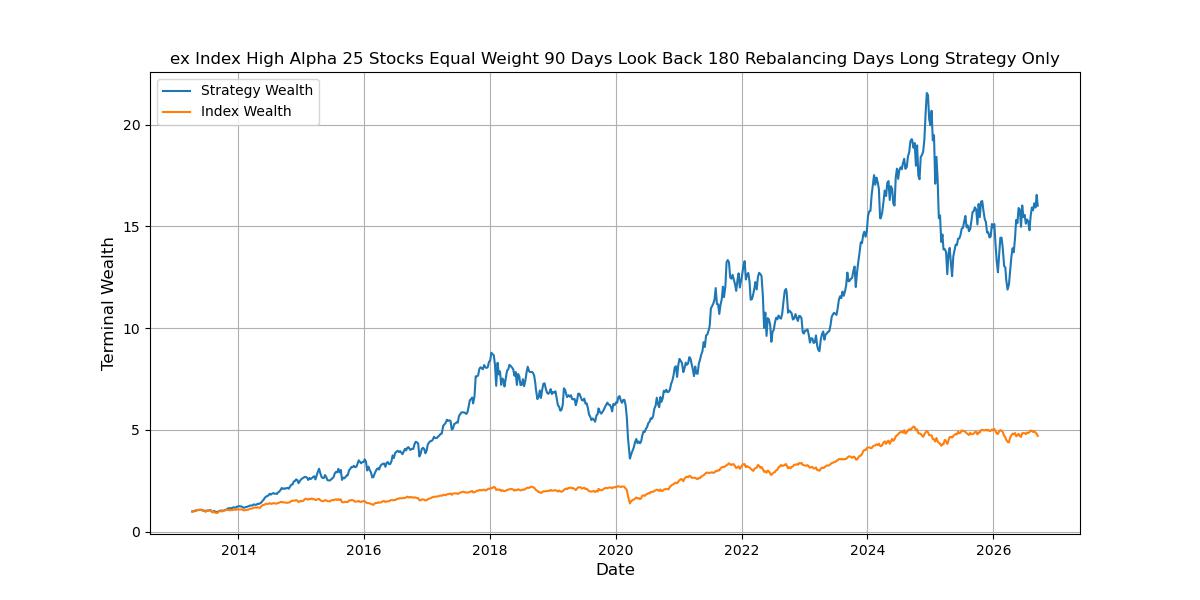 ex Index High Alpha 25 Stocks Equal Weight 90 Days Look Back 180 Rebalancing Days Long Strategy Only
Strategy Wealth
Index Wealth
Terminal Wealth
20
15
10
5
0
2014 2016 2018 2020 2022 2024 2026
Date